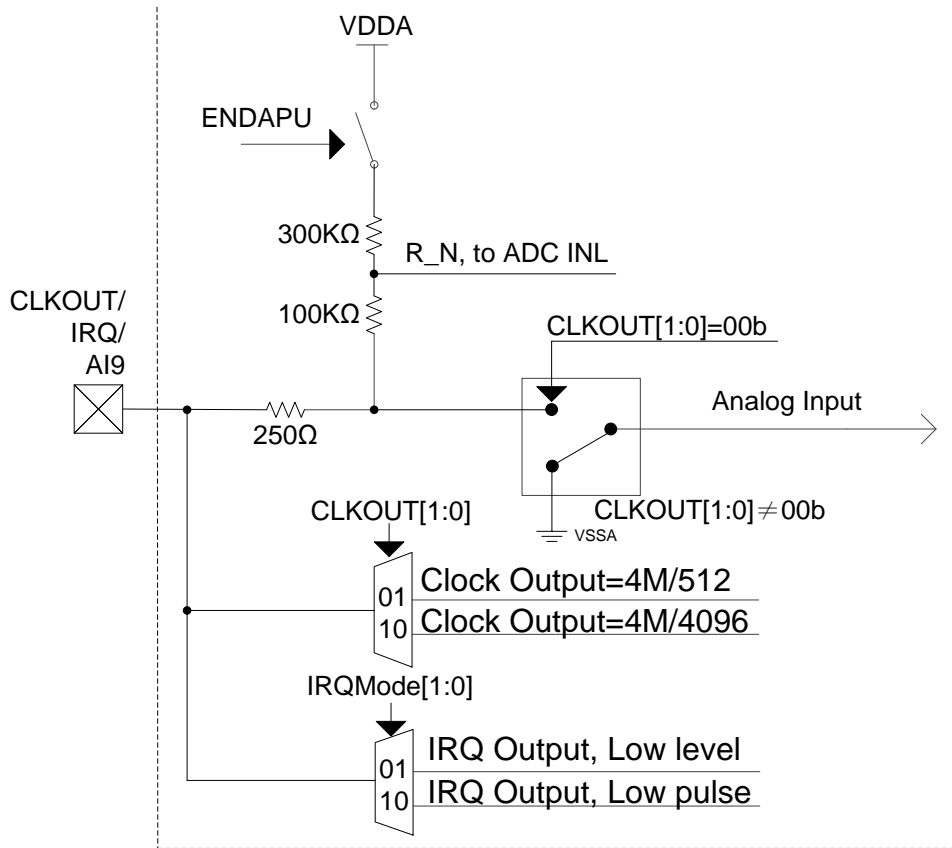 VDDA
ENDAPU
300KΩ
R_N, to ADC INL
100KΩ
CLKOUT/
IRQ/
AI9
CLKOUT[1:0]=00b
Analog Input
250Ω
CLKOUT[1:0]≠00b
VSSA
CLKOUT[1:0]
01 Clock Output=4M/512
10 Clock Output=4M/4096
IRQMode[1:0]
01 IRQ Output, Low level
10 IRQ Output, Low pulse